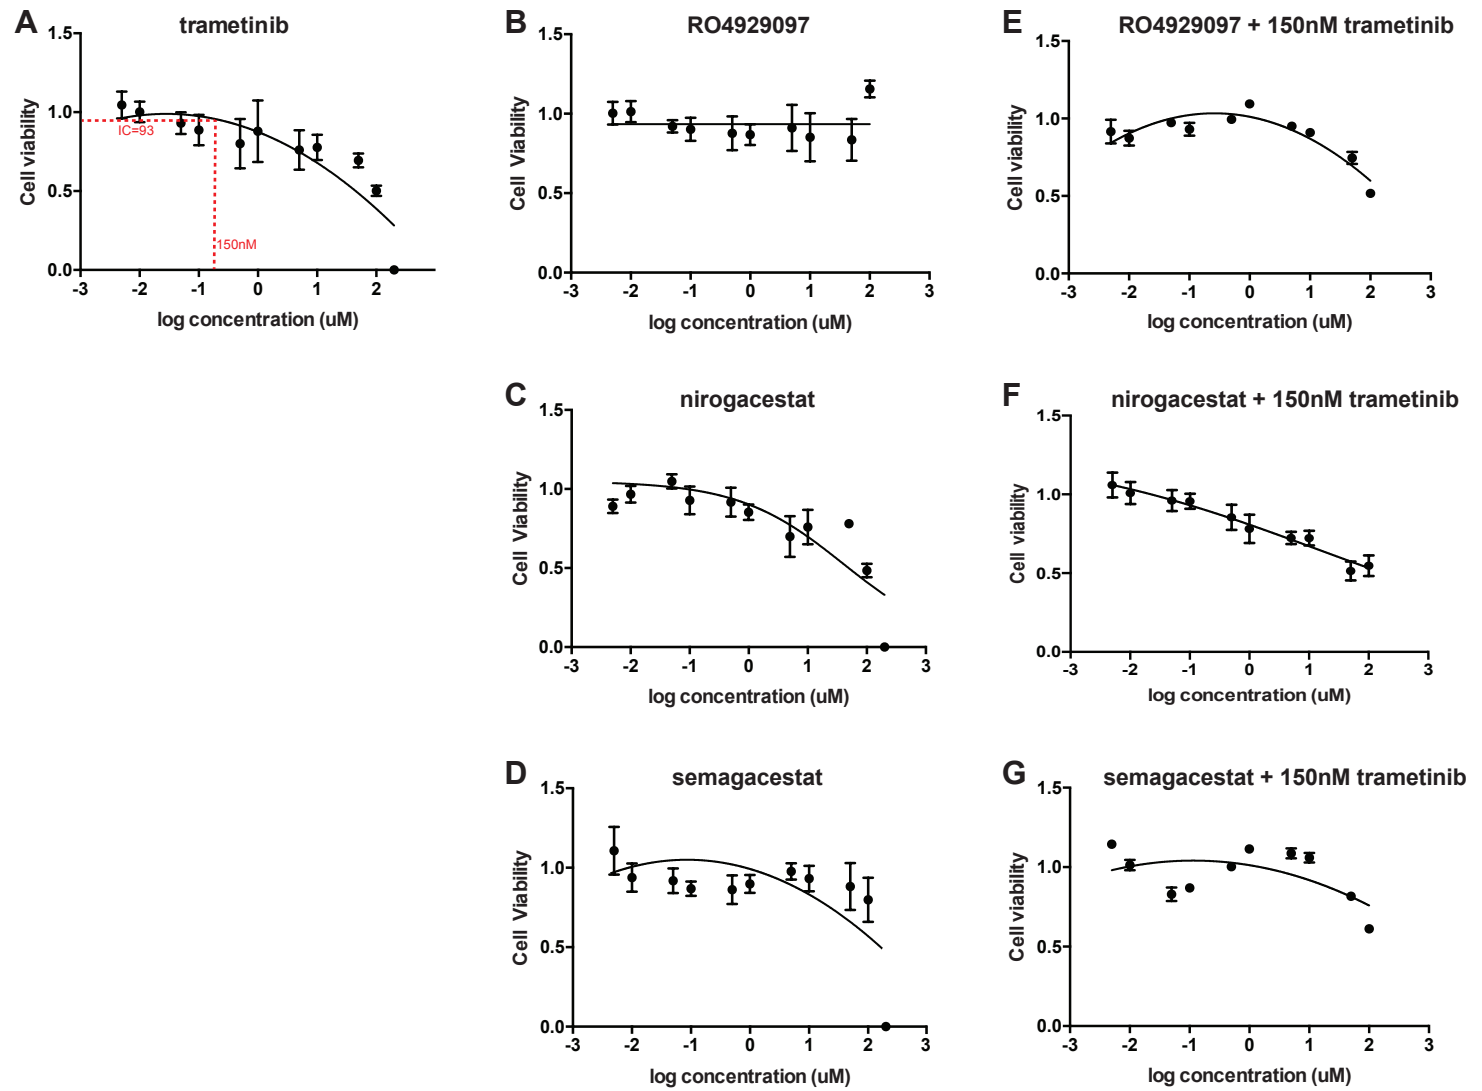 A
trametinib
1.5
1.0
0.5
0.0
Cell viability
IC=93
150nM
-3 -2 -1 0 1 2
log concentration (uM)
B
RO4929097
1.5
1.0
0.5
0.0
Cell Viability
-3 -2 -1 0 1 2 3
log concentration (uM)
E
RO4929097 + 150nM trametinib
1.5
1.0
0.5
0.0
Cell viability
-3 -2 -1 0 1 2 3
log concentration (uM)
C
nirogacestat
1.5
1.0
0.5
0.0
Cell Viability
-3 -2 -1 0 1 2 3
log concentration (uM)
F
nirogacestat + 150nM trametinib
1.5
1.0
0.5
0.0
Cell viability
-3 -2 -1 0 1 2 3
log concentration (uM)
D
semagacestat
1.5
1.0
0.5
0.0
Cell Viability
-3 -2 -1 0 1 2 3
log concentration (uM)
G
semagacestat + 150nM trametinib
1.5
1.0
0.5
0.0
Cell viability
-3 -2 -1 0 1 2 3
log concentration (uM)